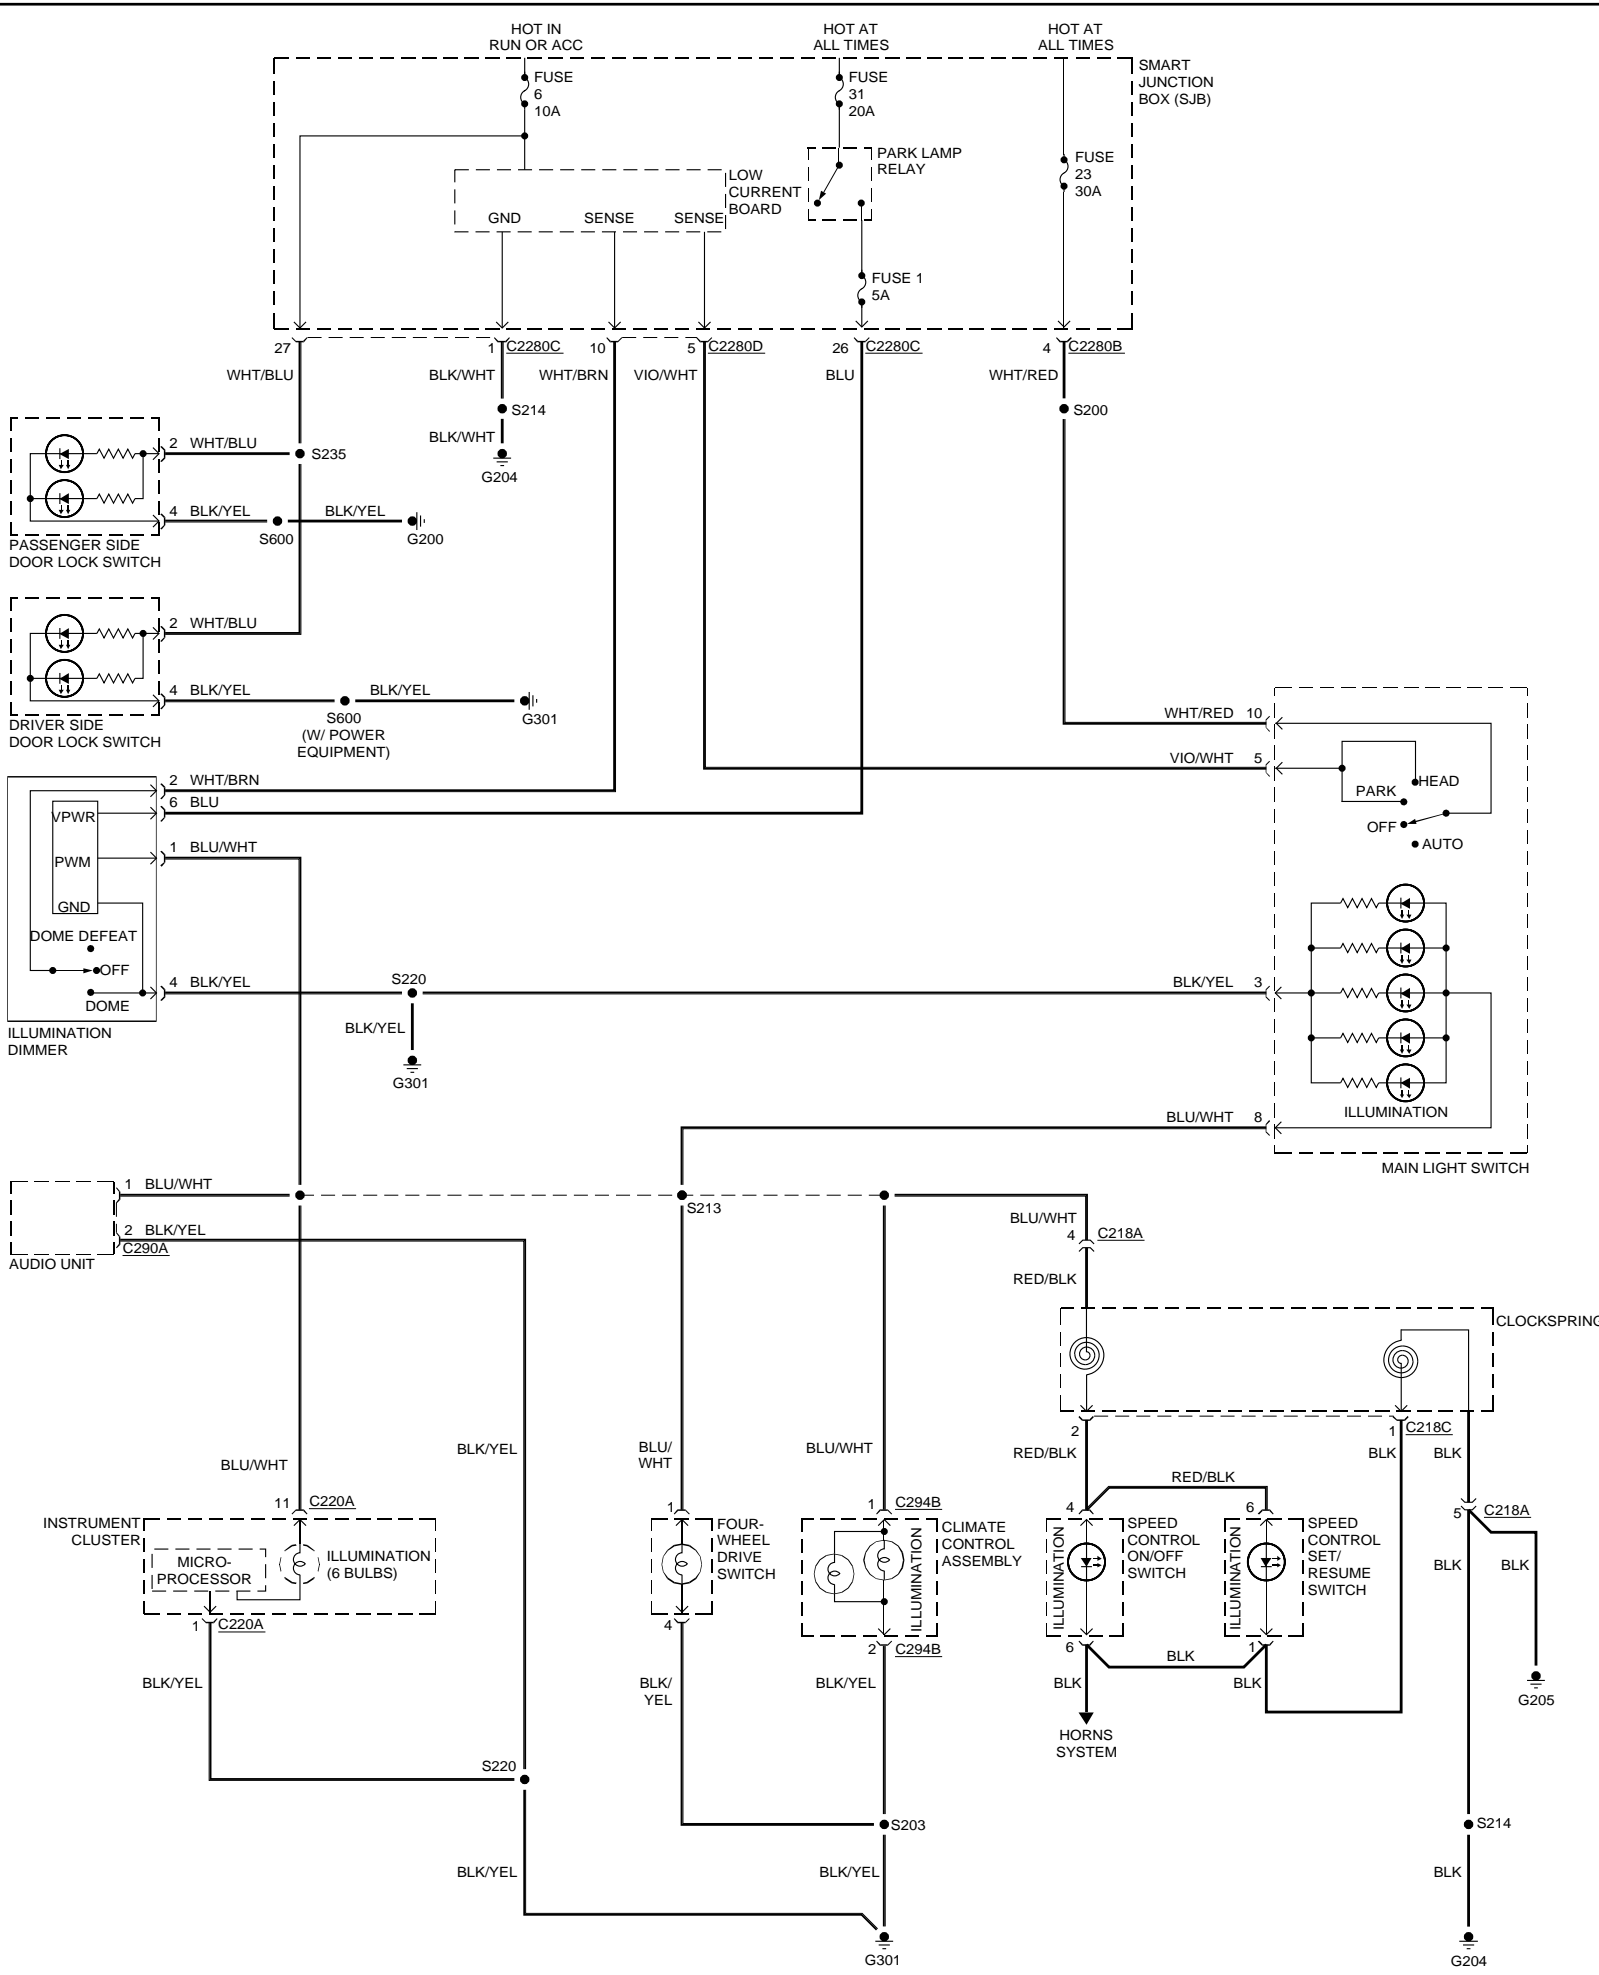 HOT IN
RUN OR ACC
HOT AT
ALL TIMES
HOT AT
ALL TIMES
SMART
JUNCTION
BOX (SJB)
FUSE
6
10A
FUSE
31
20A
PARK LAMP
RELAY
FUSE
23
30A
LOW
CURRENT
BOARD
GND
SENSE
SENSE
FUSE 1
5A
27
1
C2280C
10
5
C2280D
26
C2280C
4
C2280B
WHT/BLU
BLK/WHT
WHT/BRN
VIO/WHT
BLU
WHT/RED
S214
S200
BLK/WHT
G204
2
WHT/BLU
S235
4
BLK/YEL
BLK/YEL
S600
G200
PASSENGER SIDE
DOOR LOCK SWITCH
2
WHT/BLU
4
BLK/YEL
BLK/YEL
S600
(W/ POWER
EQUIPMENT)
G301
DRIVER SIDE
DOOR LOCK SWITCH
WHT/RED
10
VIO/WHT
5
HEAD
PARK
OFF
AUTO
2
WHT/BRN
6
BLU
VPWR
1
BLU/WHT
PWM
GND
DOME DEFEAT
OFF
4
BLK/YEL
DOME
S220
BLK/YEL
3
BLK/YEL
G301
ILLUMINATION
DIMMER
ILLUMINATION
BLU/WHT
8
MAIN LIGHT SWITCH
1
BLU/WHT
2
BLK/YEL
C290A
AUDIO UNIT
S213
BLU/WHT
4
C218A
RED/BLK
CLOCKSPRING
2
1
C218C
RED/BLK
BLK
BLK
BLU/WHT
BLK/YEL
BLU/
WHT
BLU/WHT
RED/BLK
11
C220A
1
1
C294B
4
6
5
C218A
INSTRUMENT
CLUSTER
MICRO-
PROCESSOR
ILLUMINATION
(6 BULBS)
FOUR-
WHEEL
DRIVE
SWITCH
ILLUMINATION
CLIMATE
CONTROL
ASSEMBLY
ILLUMINATION
SPEED
CONTROL
ON/OFF
SWITCH
ILLUMINATION
SPEED
CONTROL
SET/
RESUME
SWITCH
BLK
BLK
1
C220A
4
2
C294B
6
1
BLK
BLK/YEL
BLK/
YEL
BLK/YEL
BLK
BLK
G205
HORNS
SYSTEM
S220
S203
S214
BLK/YEL
BLK/YEL
BLK
G301
G204